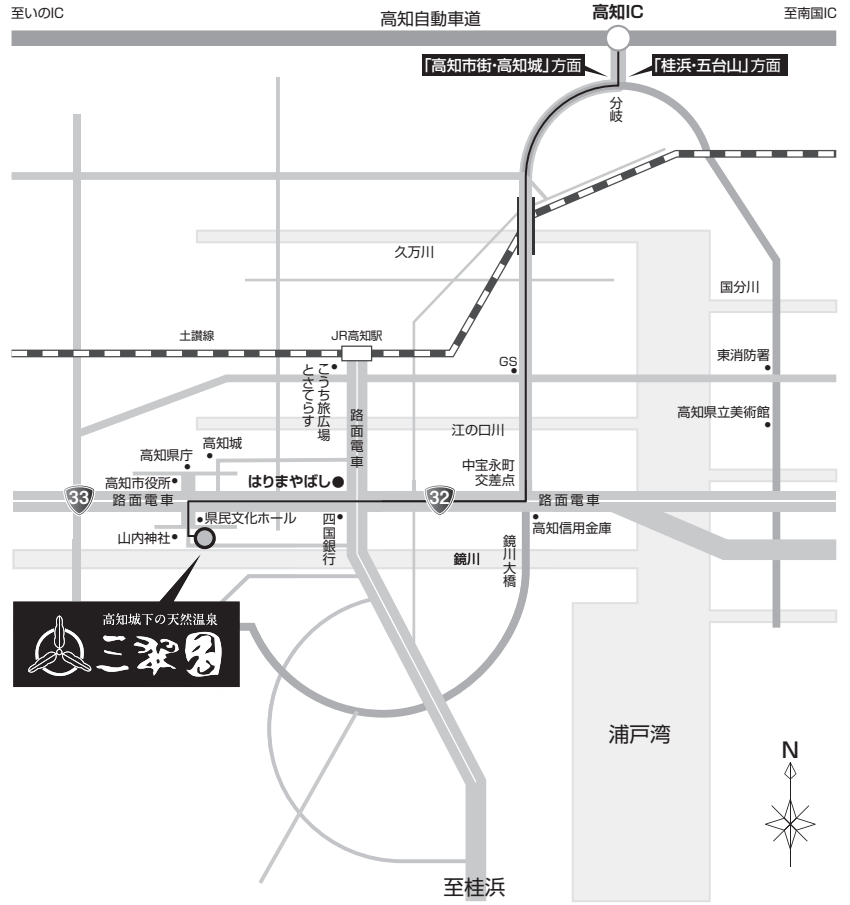 至いのIC
高知自動車道
高知IC
至南国IC
「高知市街・高知城」方面
「桂浜・五台山」方面
分岐
久万川
国分川
土讃線
JR高知駅
GS
東消防署
こうち旅広場
とさてらす
路面電車
高知県立美術館
江の口川
高知城
高知県庁
中宝永町
交差点
高知市役所
はりまやばし
33
路面電車
32
路面電車
県民文化ホール
四国銀行
高知信用金庫
山内神社
鏡川
鏡川大橋
高知城下の天然温泉
三翠園
浦戸湾
N
至桂浜